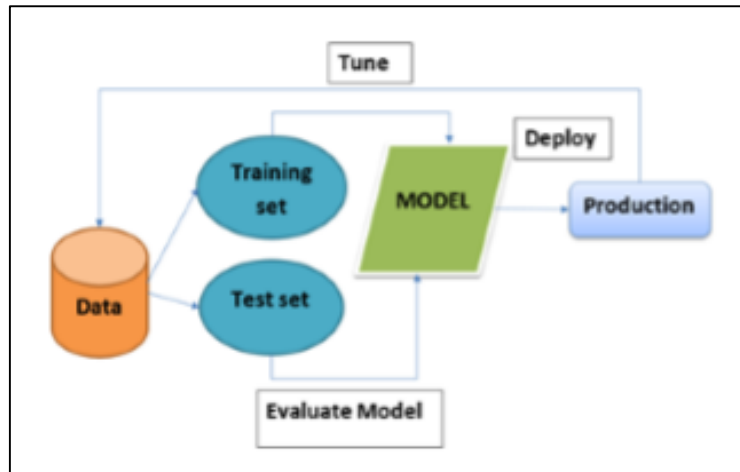 Tune
Deploy
Training
set
MODEL
Production
Data
Test set
Evaluate Model